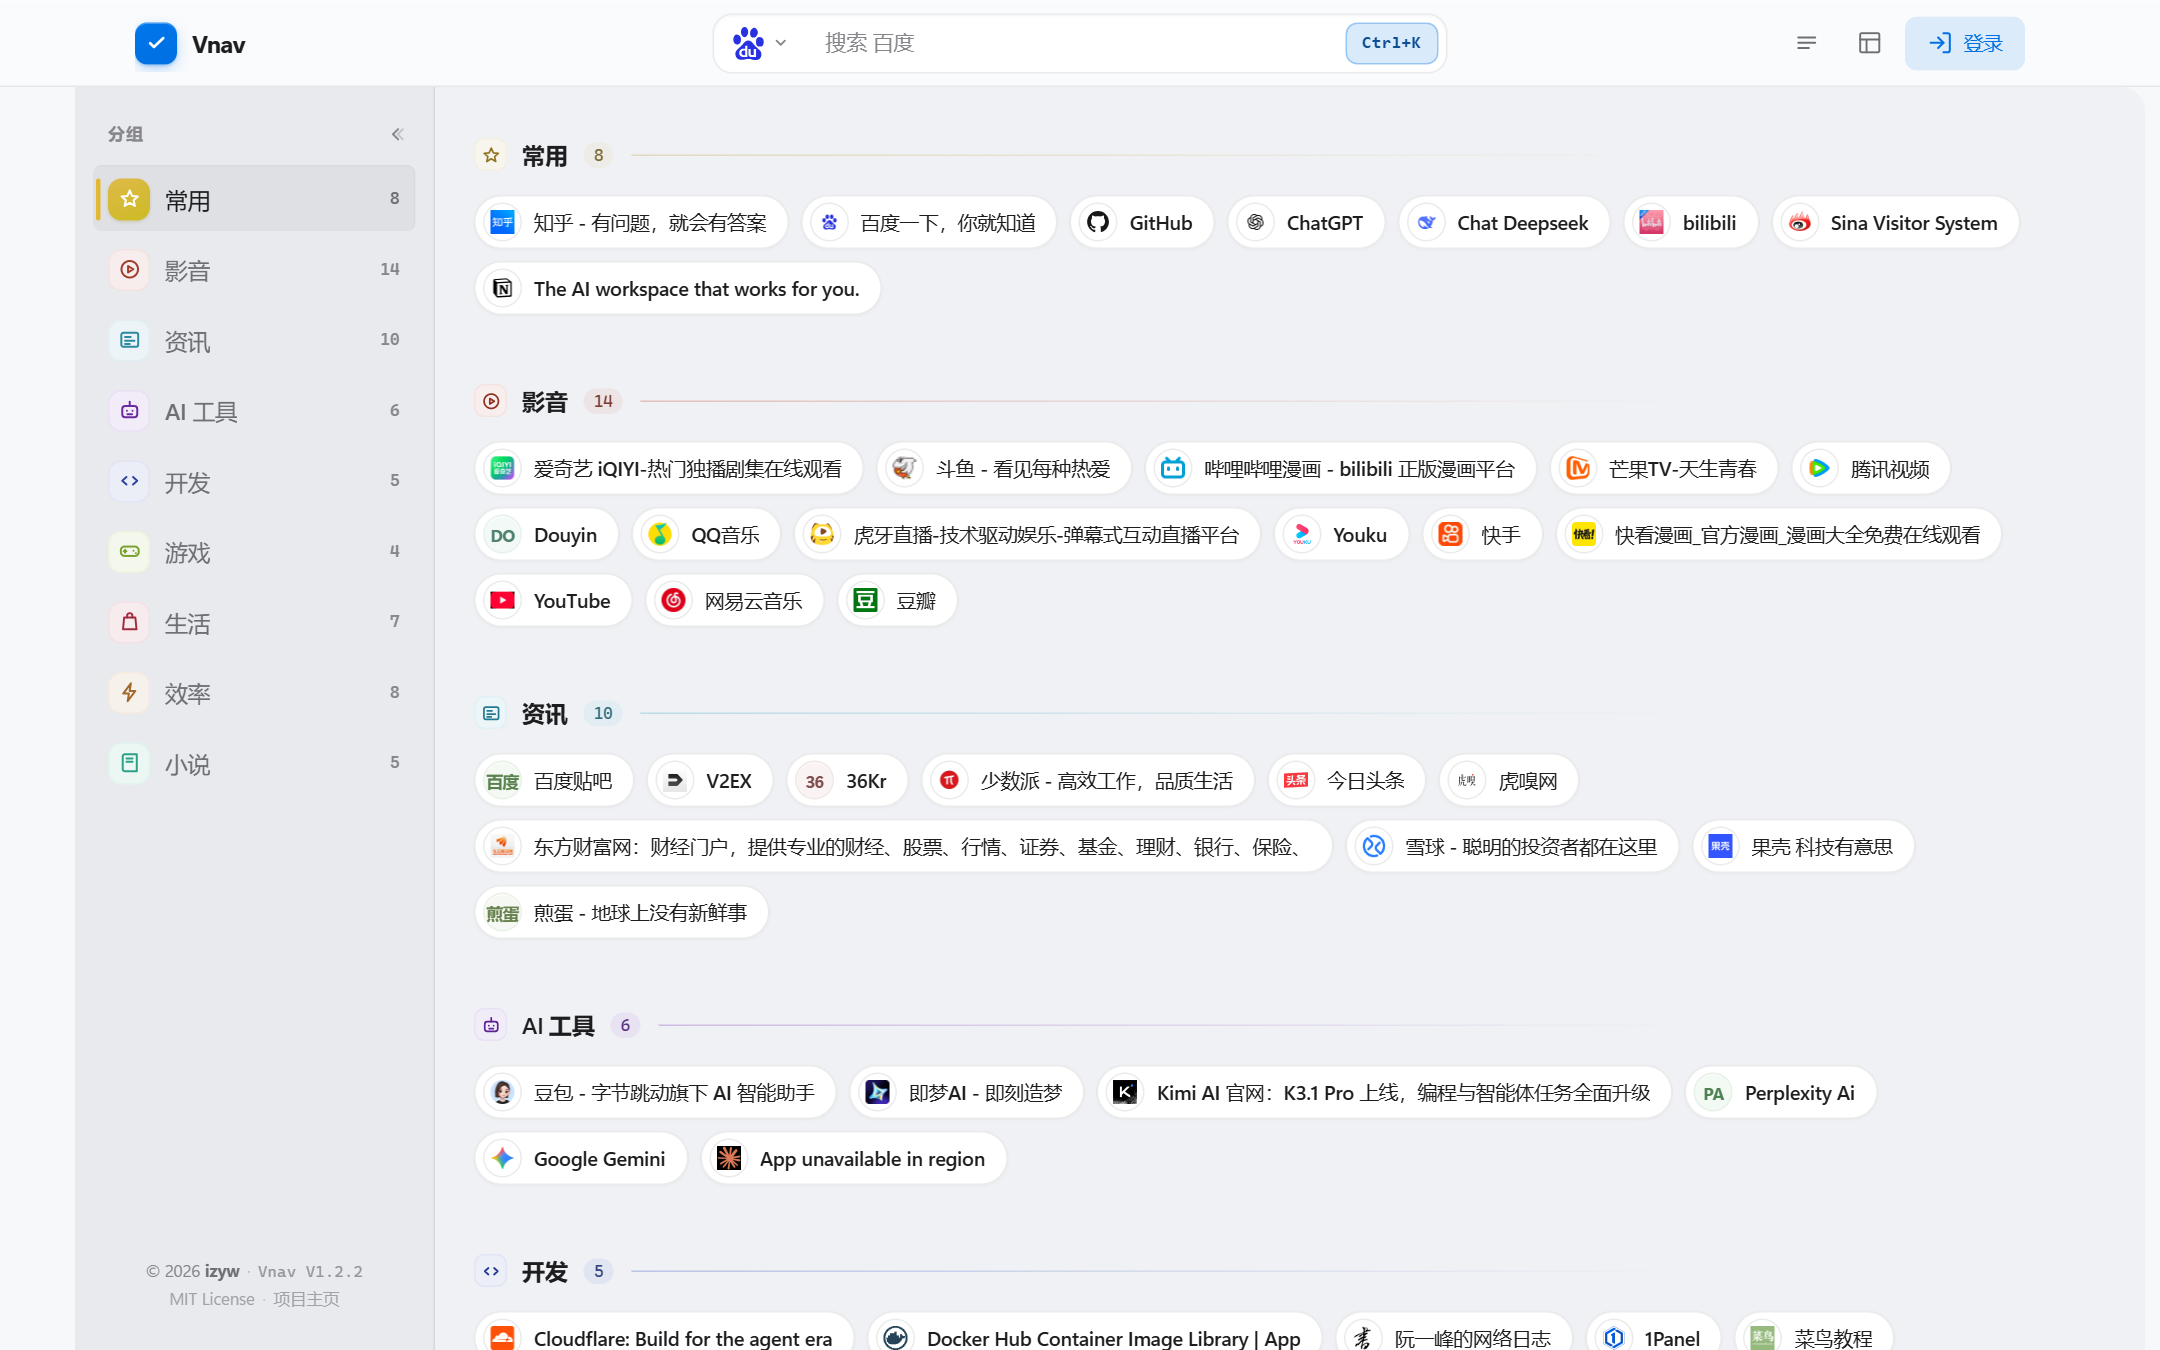 Vnav
搜索 百度
Ctrl+K
登录
分组
常用 8
影音 14
资讯 10
AI 工具 6
开发 5
游戏 4
生活 7
效率 8
小说 5
© 2026 izyw · Vnav V1.2.2
MIT License · 项目主页
常用 8
知乎 知乎 - 有问题，就会有答案
du 百度一下，你就知道
GitHub
ChatGPT
Chat Deepseek
bilibili
Sina Visitor System
The AI workspace that works for you.
影音 14
iQIYI 爱奇艺 爱奇艺 iQIYI-热门独播剧集在线观看
斗鱼 - 看见每种热爱
哔哩哔哩漫画 - bilibili 正版漫画平台
芒果TV-天生青春
腾讯视频
DO Douyin
QQ音乐
虎牙直播-技术驱动娱乐-弹幕式互动直播平台
YOUKU Youku
快手
快看! 快看漫画_官方漫画_漫画大全免费在线观看
YouTube
网易云音乐
豆 豆瓣
资讯 10
百度 百度贴吧
V2EX
36 36Kr
π 少数派 - 高效工作，品质生活
头条 今日头条
虎嗅 虎嗅网
东方财富网：财经门户，提供专业的财经、股票、行情、证券、基金、理财、银行、保险、
雪球 - 聪明的投资者都在这里
果壳 果壳 科技有意思
煎蛋 煎蛋 - 地球上没有新鲜事
AI 工具 6
豆包 - 字节跳动旗下 AI 智能助手
即梦AI - 即刻造梦
K Kimi AI 官网：K3.1 Pro 上线，编程与智能体任务全面升级
PA Perplexity Ai
Google Gemini
App unavailable in region
开发 5
Cloudflare: Build for the agent era
Docker Hub Container Image Library | App
阮一峰的网络日志
1Panel
菜鸟 菜鸟教程